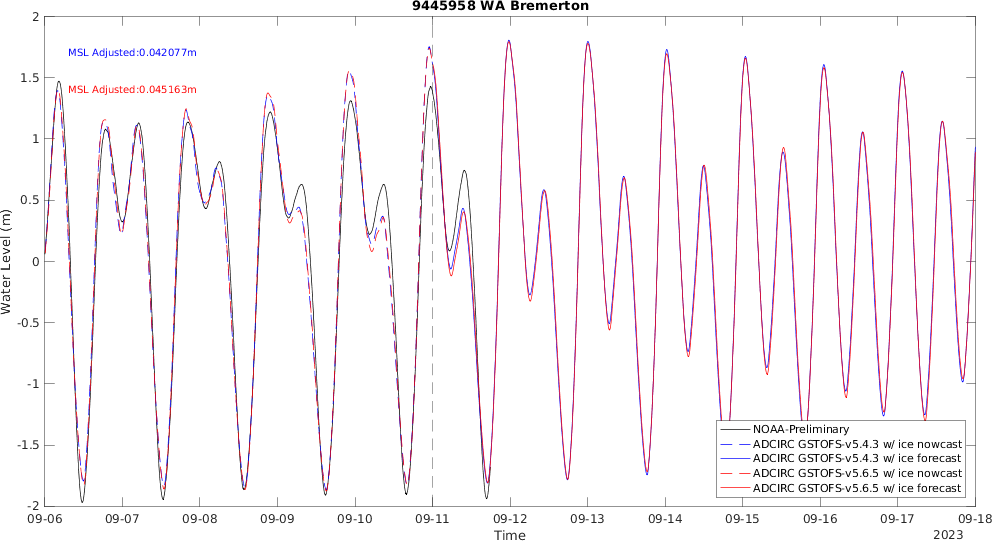 9445958 WA Bremerton
MSL Adjusted:0.042077m
MSL Adjusted:0.045163m
Water Level (m)
2
1.5
1
0.5
0
-0.5
-1
-1.5
-2
NOAA-Preliminary
ADCIRC GSTOFS-v5.4.3 w/ ice nowcast
ADCIRC GSTOFS-v5.4.3 w/ ice forecast
ADCIRC GSTOFS-v5.6.5 w/ ice nowcast
ADCIRC GSTOFS-v5.6.5 w/ ice forecast
09-06 09-07 09-08 09-09 09-10 09-11 09-12 09-13 09-14 09-15 09-16 09-17 09-18
Time
2023